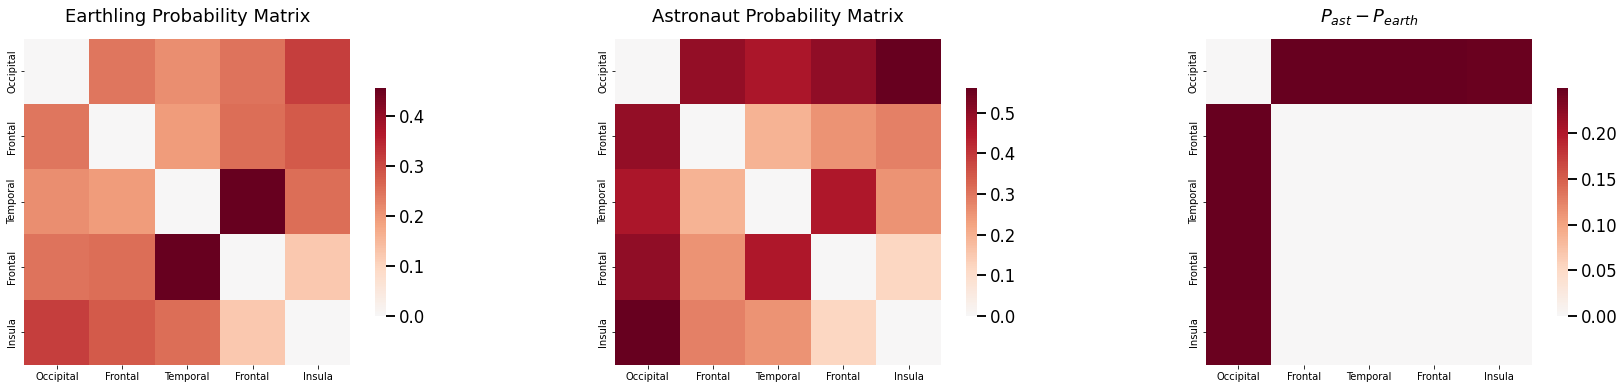 Earthling Probability Matrix
Occipital
Frontal
Temporal
Frontal
Insula
Occipital Frontal Temporal Frontal Insula
0.4
0.3
0.2
0.1
0.0
Astronaut Probability Matrix
Occipital
Frontal
Temporal
Frontal
Insula
Occipital Frontal Temporal Frontal Insula
0.5
0.4
0.3
0.2
0.1
0.0
P_ast − P_earth
Occipital
Frontal
Temporal
Frontal
Insula
Occipital Frontal Temporal Frontal Insula
0.20
0.15
0.10
0.05
0.00